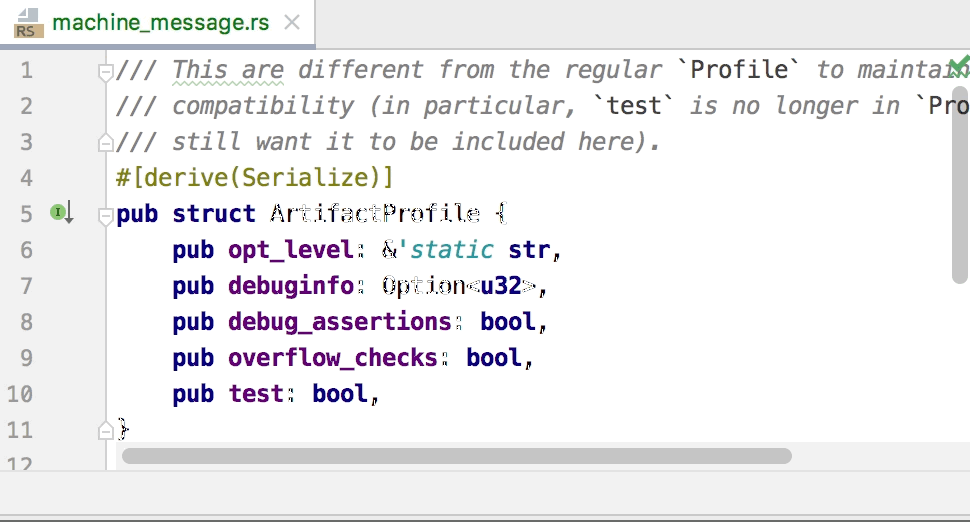 RS machine_message.rs
1 /// This are different from the regular `Profile` to maintain
2 /// compatibility (in particular, `test` is no longer in `Pro
3 /// still want it to be included here).
4 #[derive(Serialize)]
5 pub struct ArtifactProfile {
6 pub opt_level: &'static str,
7 pub debuginfo: Option<u32>,
8 pub debug_assertions: bool,
9 pub overflow_checks: bool,
10 pub test: bool,
11 }
12